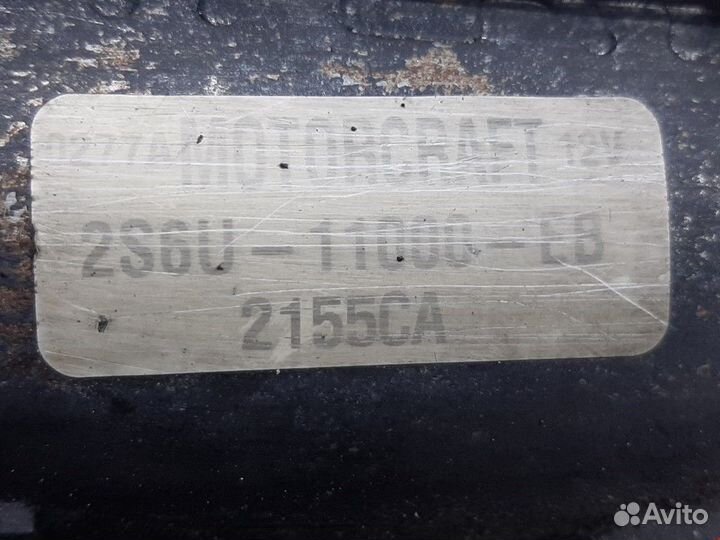 MOTORCRAFT 12V
2S6U-11000-EB
2155CA
Avito